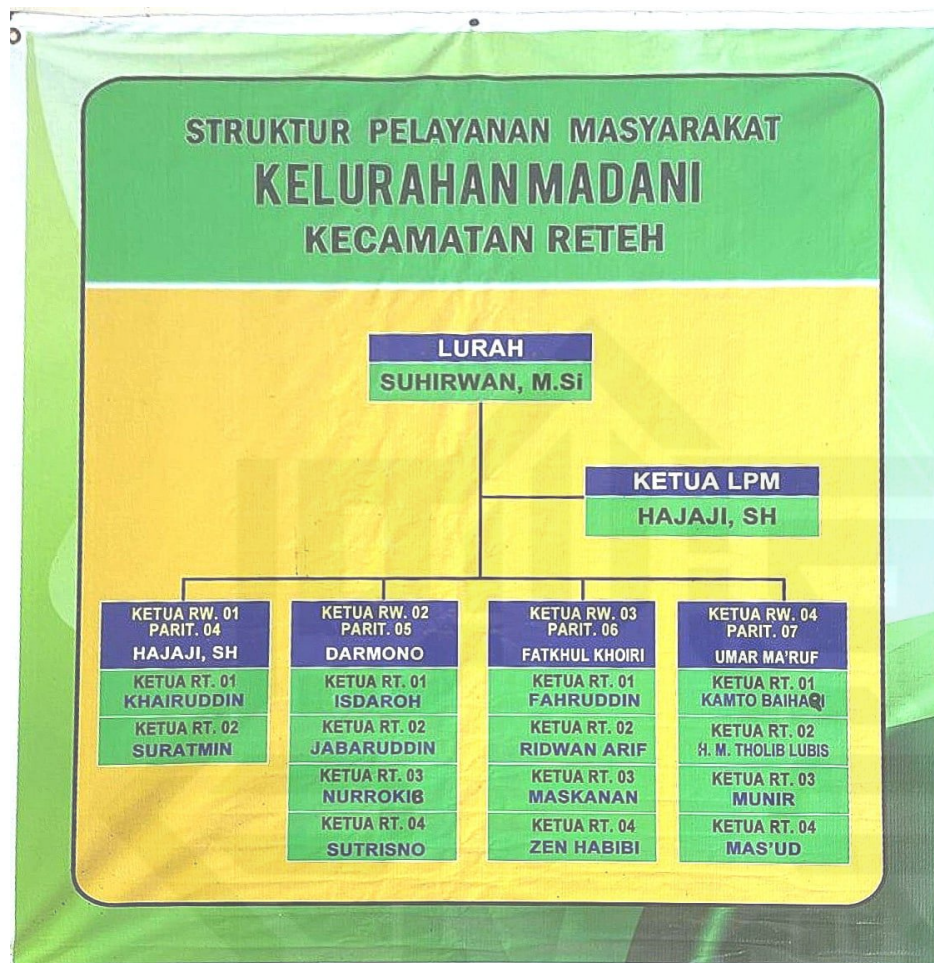 STRUKTUR PELAYANAN MASYARAKAT
KELURAHAN MADANI
KECAMATAN RETEH
LURAH
SUHIRWAN, M.Si
KETUA LPM
HAJAJI, SH
KETUA RW. 01
PARIT. 04
HAJAJI, SH
KETUA RT. 01
KHAIRUDDIN
KETUA RT. 02
SURATMIN
KETUA RW. 02
PARIT. 05
DARMONO
KETUA RT. 01
ISDAROH
KETUA RT. 02
JABARUDDIN
KETUA RT. 03
NURROKIB
KETUA RT. 04
SUTRISNO
KETUA RW. 03
PARIT. 06
FATKHUL KHOIRI
KETUA RT. 01
FAHRUDDIN
KETUA RT. 02
RIDWAN ARIF
KETUA RT. 03
MASKANAN
KETUA RT. 04
ZEN HABIBI
KETUA RW. 04
PARIT. 07
UMAR MA'RUF
KETUA RT. 01
KAMTO BAIHAQI
KETUA RT. 02
H. M. THOLIB LUBIS
KETUA RT. 03
MUNIR
KETUA RT. 04
MAS'UD